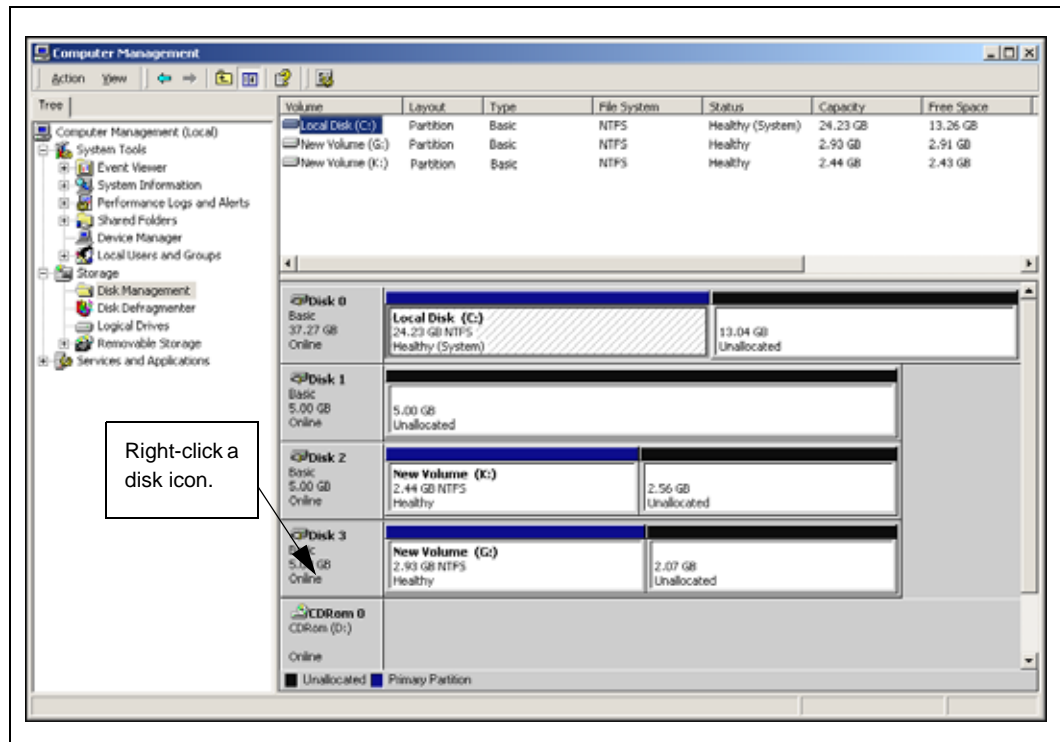 Computer Management
Action View
Tree
Computer Management (Local)
System Tools
Event Viewer
System Information
Performance Logs and Alerts
Shared Folders
Device Manager
Local Users and Groups
Storage
Disk Management
Disk Defragmenter
Logical Drives
Removable Storage
Services and Applications
Volume Layout Type File System Status Capacity Free Space
Local Disk (C:) Partition Basic NTFS Healthy (System) 24.23 GB 13.26 GB
New Volume (G:) Partition Basic NTFS Healthy 2.93 GB 2.91 GB
New Volume (K:) Partition Basic NTFS Healthy 2.44 GB 2.43 GB
Disk 0
Basic
37.27 GB
Online
Local Disk (C:)
24.23 GB NTFS
Healthy (System)
13.04 GB
Unallocated
Disk 1
Basic
5.00 GB
Online
5.00 GB
Unallocated
Disk 2
Basic
5.00 GB
Online
New Volume (K:)
2.44 GB NTFS
Healthy
2.56 GB
Unallocated
Right-click a
disk icon.
Disk 3
Basic
5.00 GB
Online
New Volume (G:)
2.93 GB NTFS
Healthy
2.07 GB
Unallocated
CDRom 0
CDRom (D:)
Online
Unallocated Primary Partition